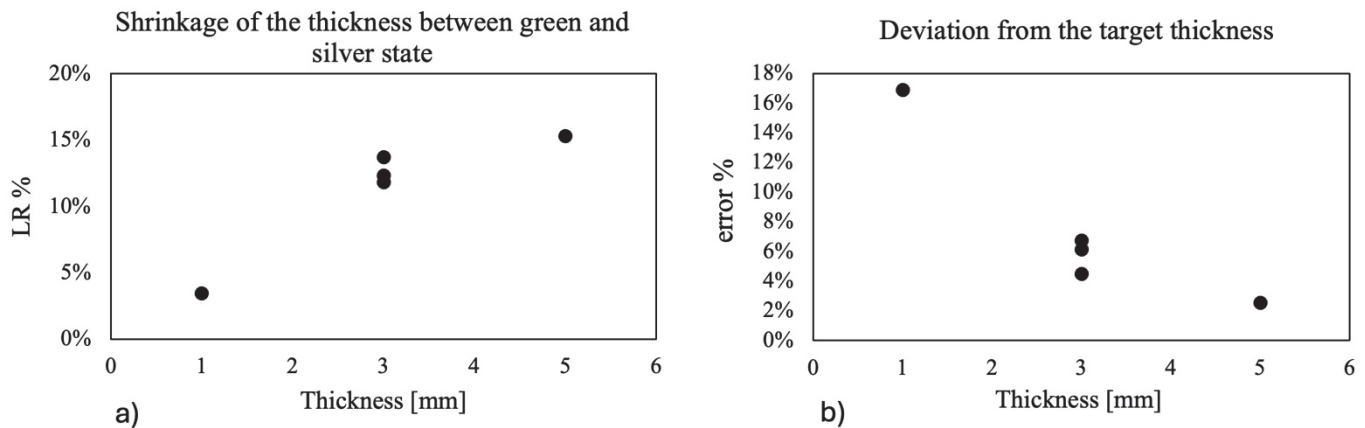 Shrinkage of the thickness between green and
silver state
20%
15%
10%
5%
0%
LR %
0 1 2 3 4 5 6
Thickness [mm]
a)
Deviation from the target thickness
18%
16%
14%
12%
10%
8%
6%
4%
2%
0%
error %
0 1 2 3 4 5 6
Thickness [mm]
b)